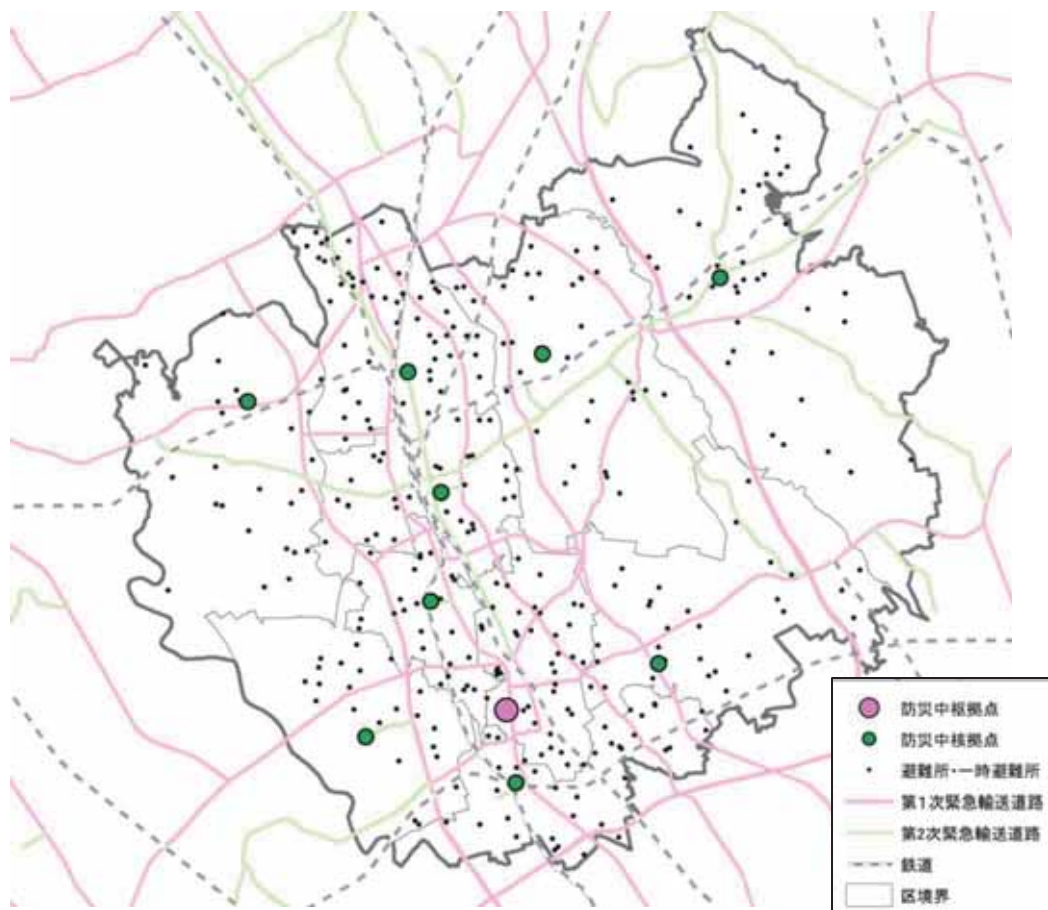 防災中枢拠点
防災中核拠点
避難所・一時避難所
第1次緊急輸送道路
第2次緊急輸送道路
鉄道
区境界